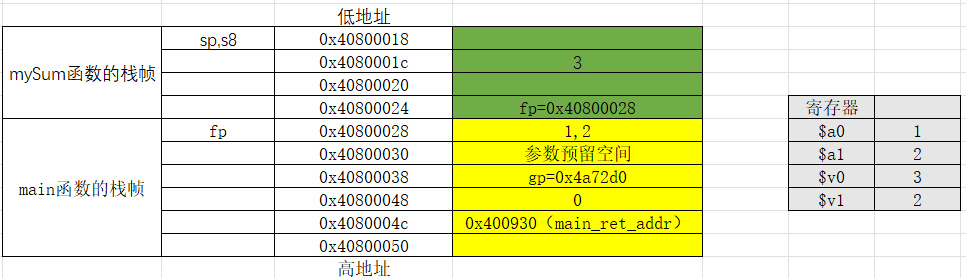 低地址
mySum函数的栈帧 sp,s8 0x40800018
0x4080001c 3
0x40800020
0x40800024 fp=0x40800028 寄存器
main函数的栈帧 fp 0x40800028 1,2 $a0 1
0x40800030 参数预留空间 $a1 2
0x40800038 gp=0x4a72d0 $v0 3
0x40800048 0 $v1 2
0x4080004c 0x400930（main_ret_addr）
0x40800050
高地址